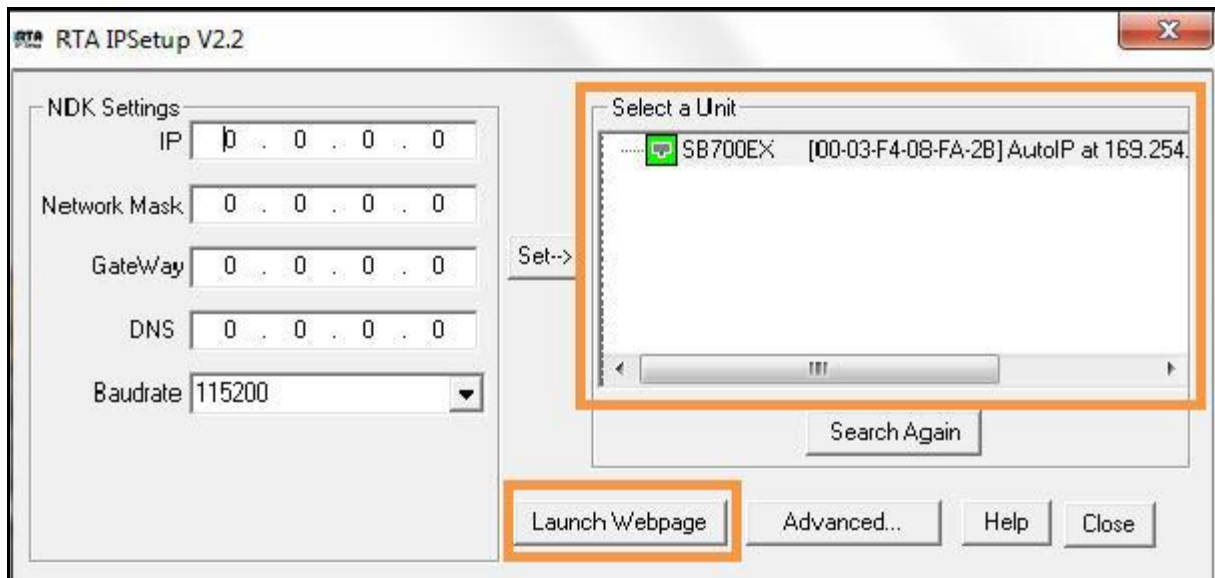 RTA IPSetup V2.2
NDK Settings
IP 0 . 0 . 0 . 0
Network Mask 0 . 0 . 0 . 0
GateWay 0 . 0 . 0 . 0
DNS 0 . 0 . 0 . 0
Baudrate 115200
Set-->
Select a Unit
SB700EX [00-03-F4-08-FA-2B] AutoIP at 169.254.
Search Again
Launch Webpage
Advanced...
Help
Close